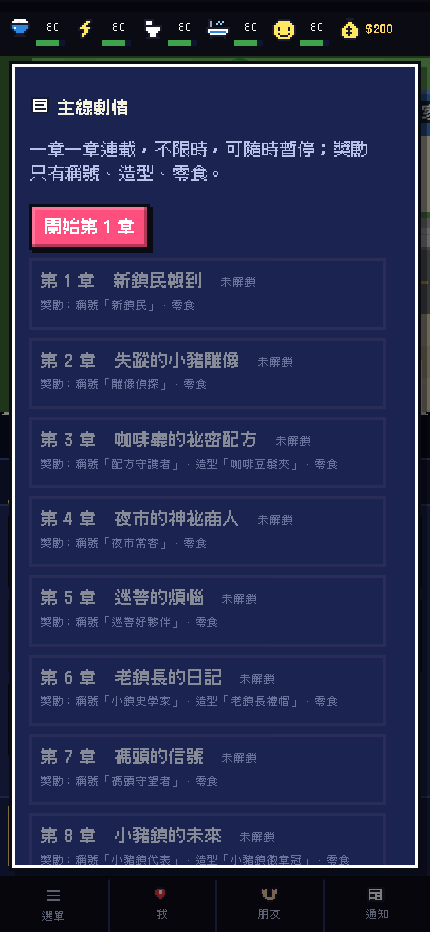 80 80 80 80 80 $200
主線劇情
一章一章連載，不限時，可隨時暫停；獎勵
只有稱號、造型、零食。
開始第 1 章
第 1 章 新鎮民報到 未解鎖
獎勵：稱號「新鎮民」 · 零食
第 2 章 失蹤的小豬雕像 未解鎖
獎勵：稱號「雕像偵探」 · 零食
第 3 章 咖啡廳的祕密配方 未解鎖
獎勵：稱號「配方守護者」 · 造型「咖啡豆髮夾」 · 零食
第 4 章 夜市的神祕商人 未解鎖
獎勵：稱號「夜市常客」 · 零食
第 5 章 巡警的煩惱 未解鎖
獎勵：稱號「巡警好夥伴」 · 零食
第 6 章 老鎮長的日記 未解鎖
獎勵：稱號「小鎮史學家」 · 造型「老鎮長禮帽」 · 零食
第 7 章 碼頭的信號 未解鎖
獎勵：稱號「碼頭守望者」 · 零食
第 8 章 小豬鎮的未來 未解鎖
獎勵：稱號「小豬鎮代表」 · 造型「小豬鎮徽章冠」 · 零食
選單 我 朋友 通知